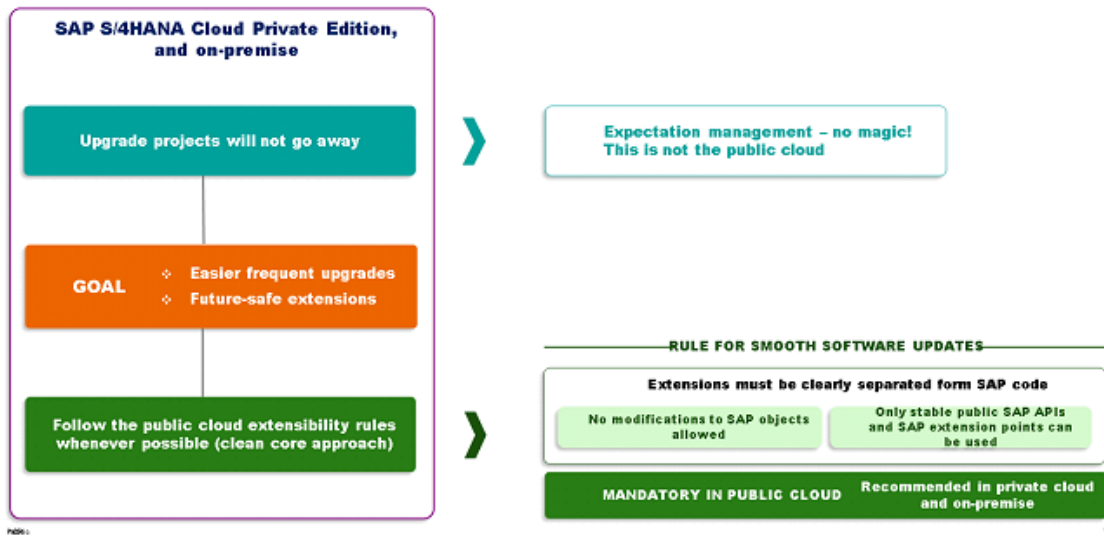 SAP S/4HANA Cloud Private Edition,
and on-premise
Upgrade projects will not go away
Expectation management – no magic!
This is not the public cloud
GOAL
❖ Easier frequent upgrades
❖ Future-safe extensions
Follow the public cloud extensibility rules
whenever possible (clean core approach)
RULE FOR SMOOTH SOFTWARE UPDATES
Extensions must be clearly separated form SAP code
No modifications to SAP objects
allowed
Only stable public SAP APIs
and SAP extension points can
be used
MANDATORY IN PUBLIC CLOUD
Recommended in private cloud
and on-premise